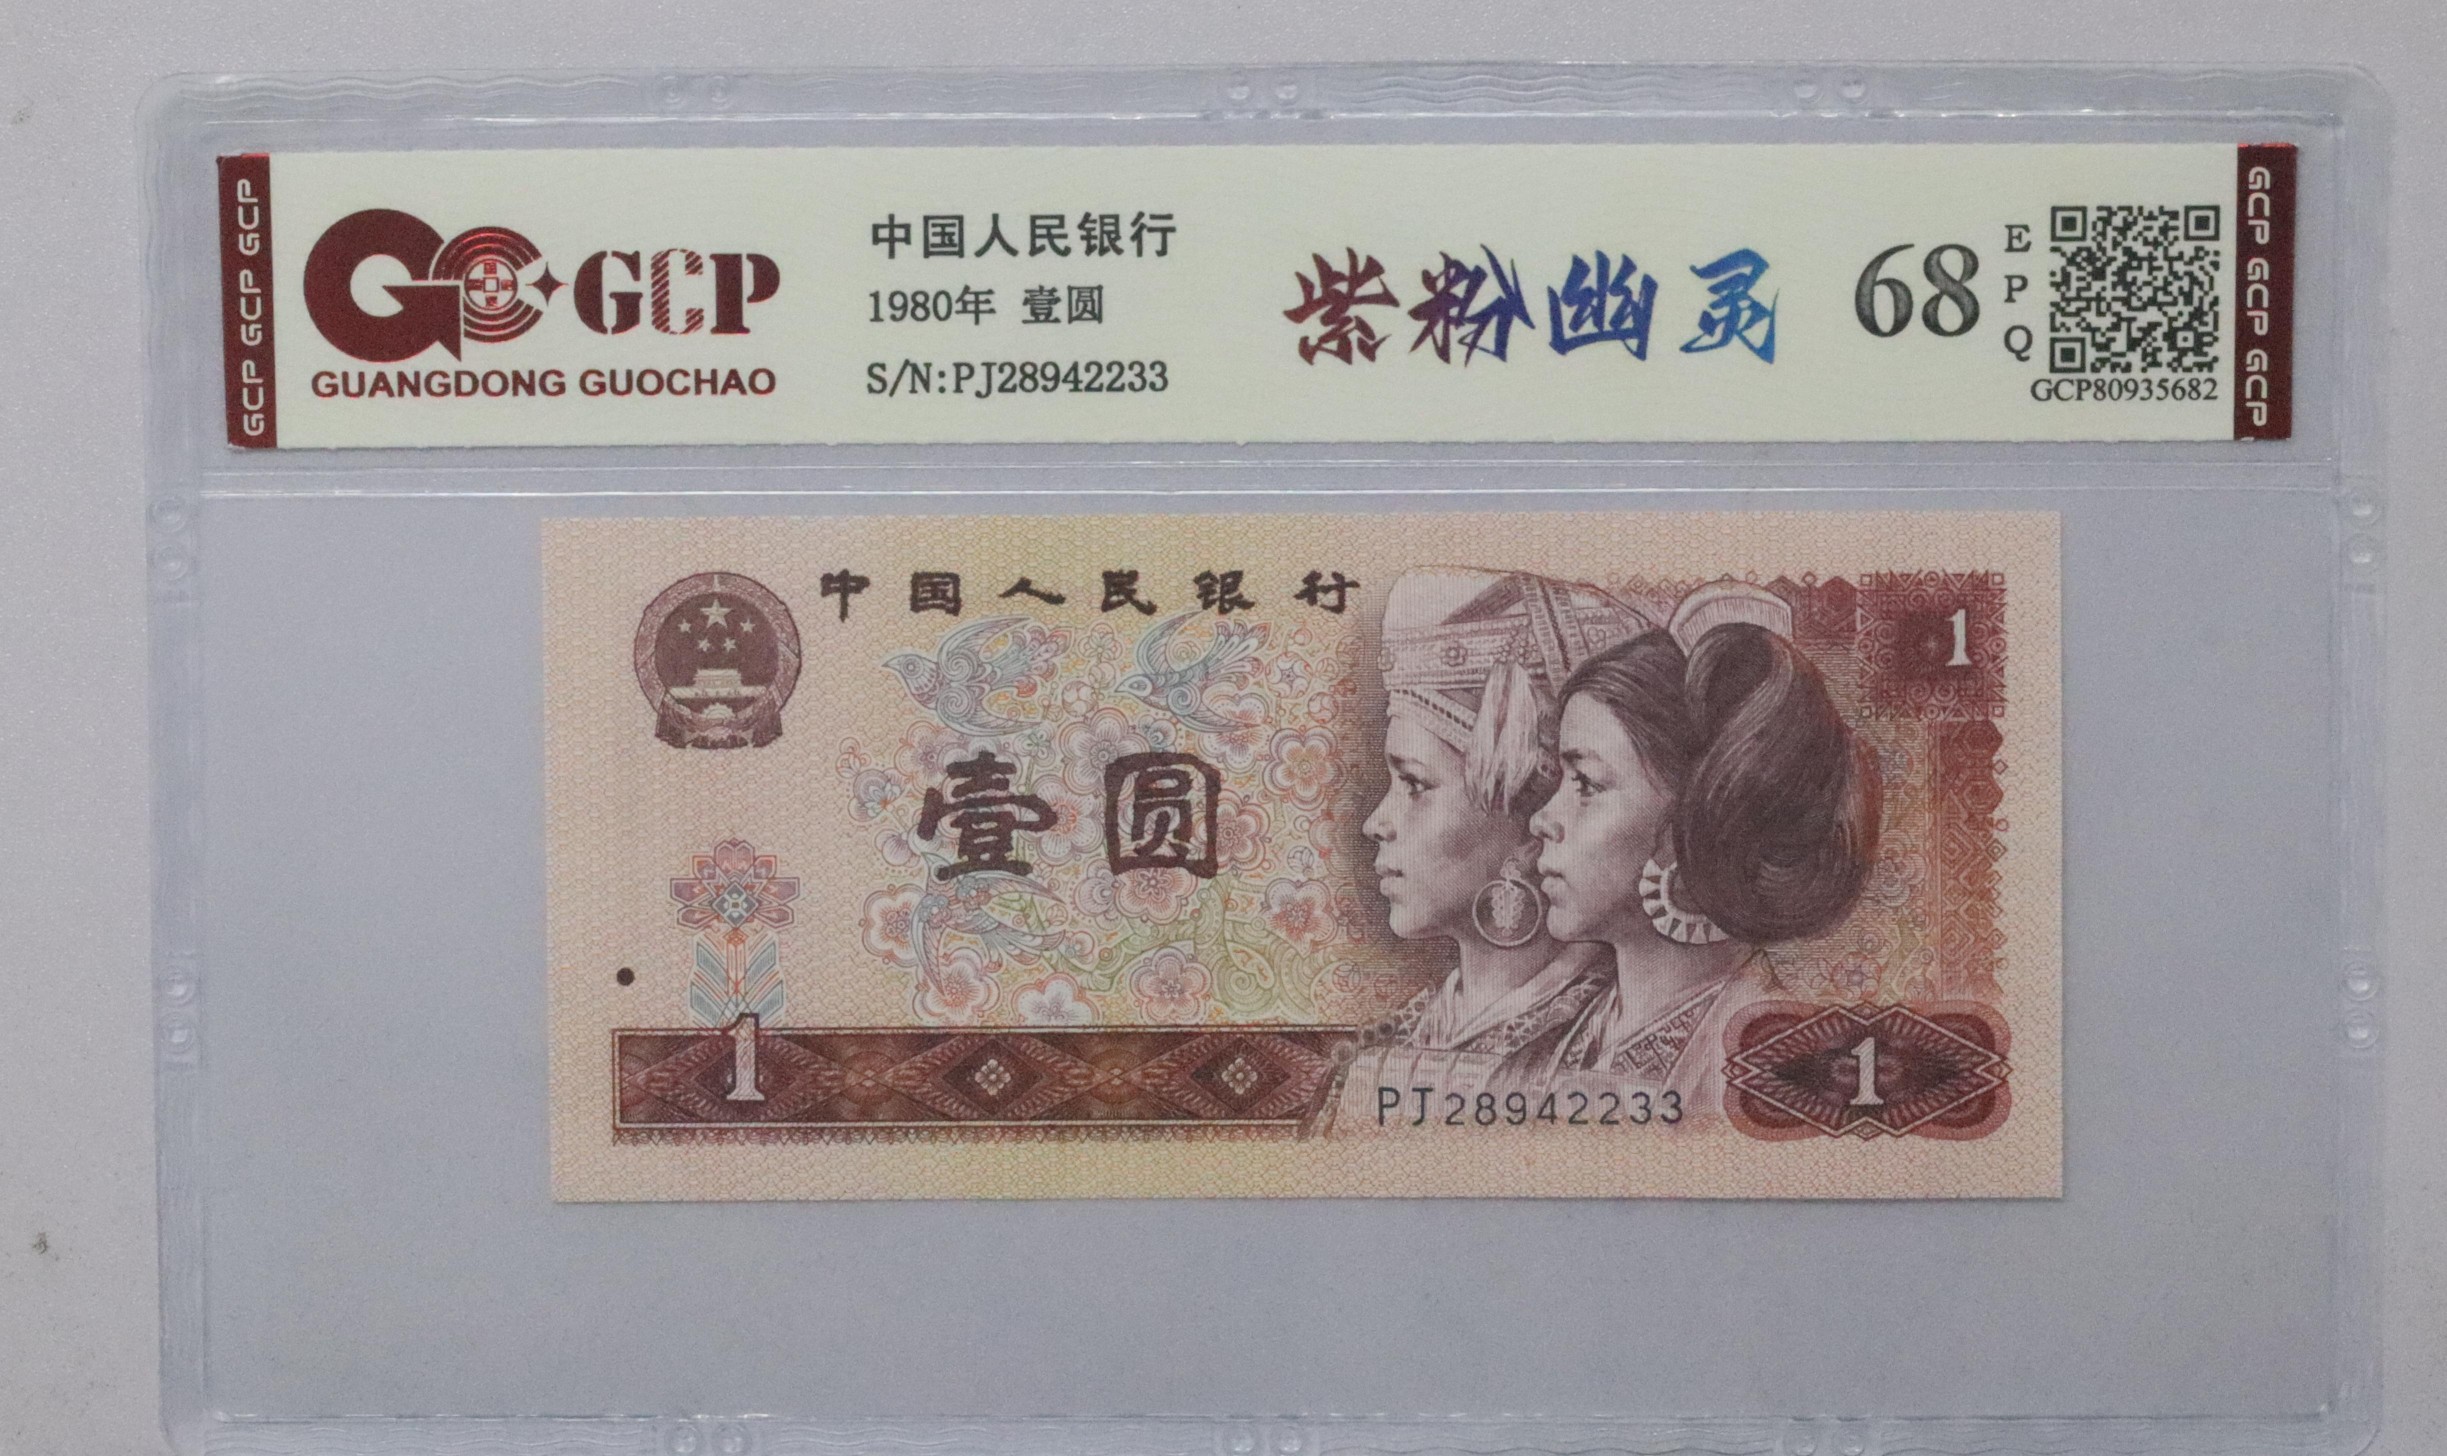 GCP GCP GCP
GCP
GUANGDONG GUOCHAO
中国人民银行
1980年 壹圆
S/N:PJ28942233
紫粉幽灵
68
E
P
Q
GCP80935682
GCP GCP GCP
中国人民银行
1
壹圆
1
PJ28942233
1